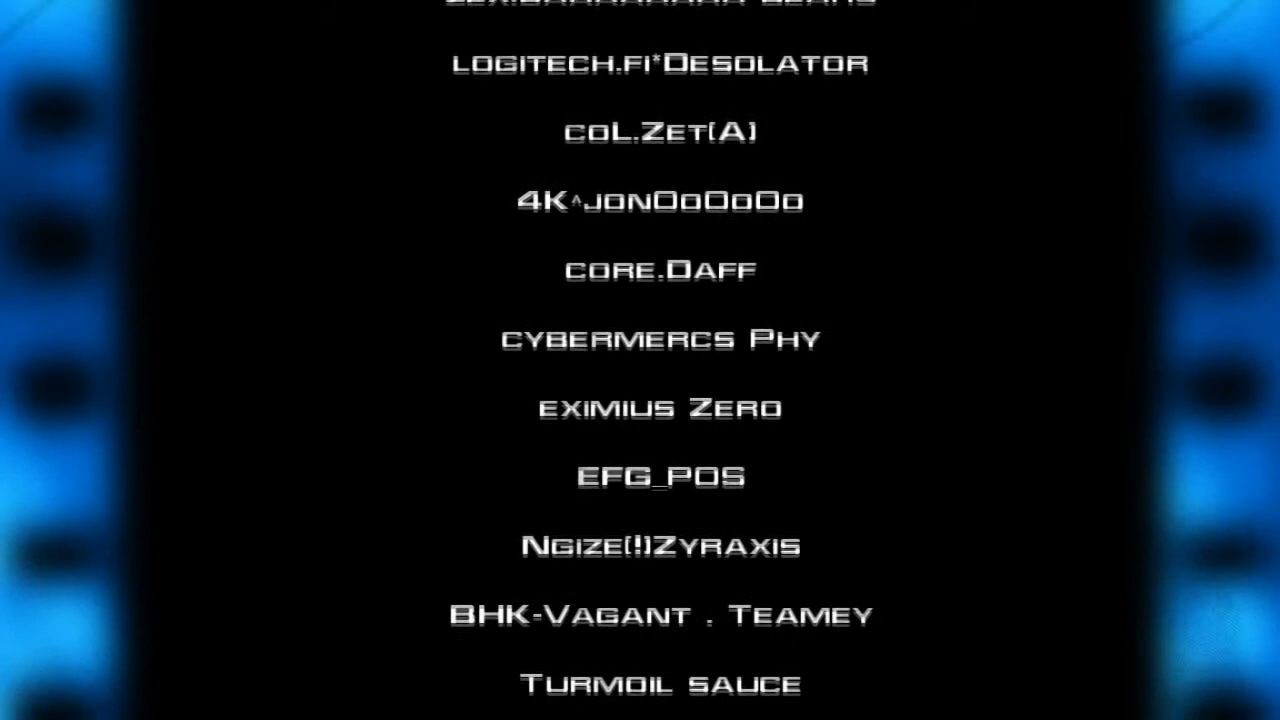 logitech.fi*Desolator
coL.Zet[A]
4K^jonOoOoOo
core.Daff
cybermercs Phy
eximius Zero
EFG_POS
Ngize[!]Zyraxis
BHK-Vagant . Teamey
Turmoil sauce